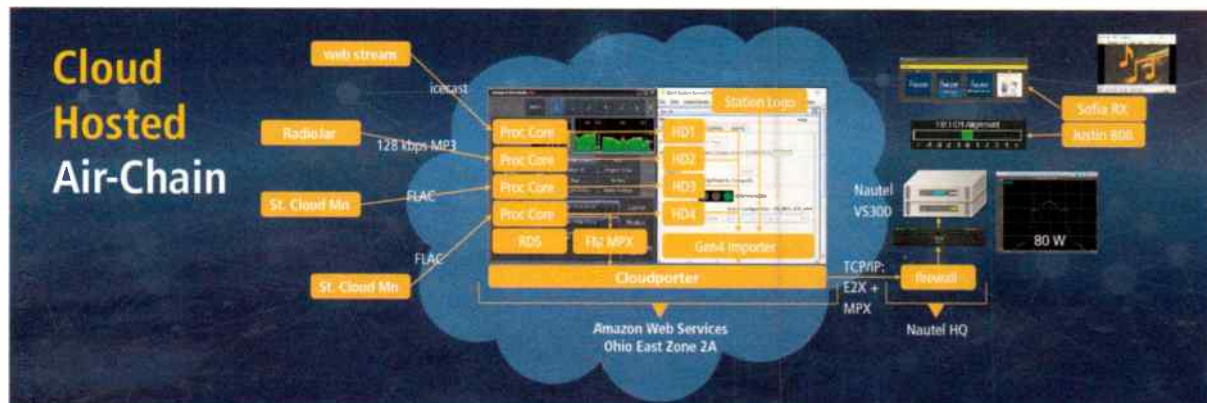 Cloud
Hosted
Air-Chain
web stream
icecast
RadioJar
128 kbps MP3
St. Cloud Mn
FLAC
St. Cloud Mn
FLAC
Proc Core
Proc Core
Proc Core
Proc Core
RDS
FM MPX
Station Logo
HD1
HD2
HD3
HD4
Gen4 Importer
Cloudporter
Amazon Web Services
Ohio East Zone 2A
TCP/IP:
E2X +
MPX
firewall
Nautel HQ
Nautel
VS300
80 W
Sofia RX
Justin 808